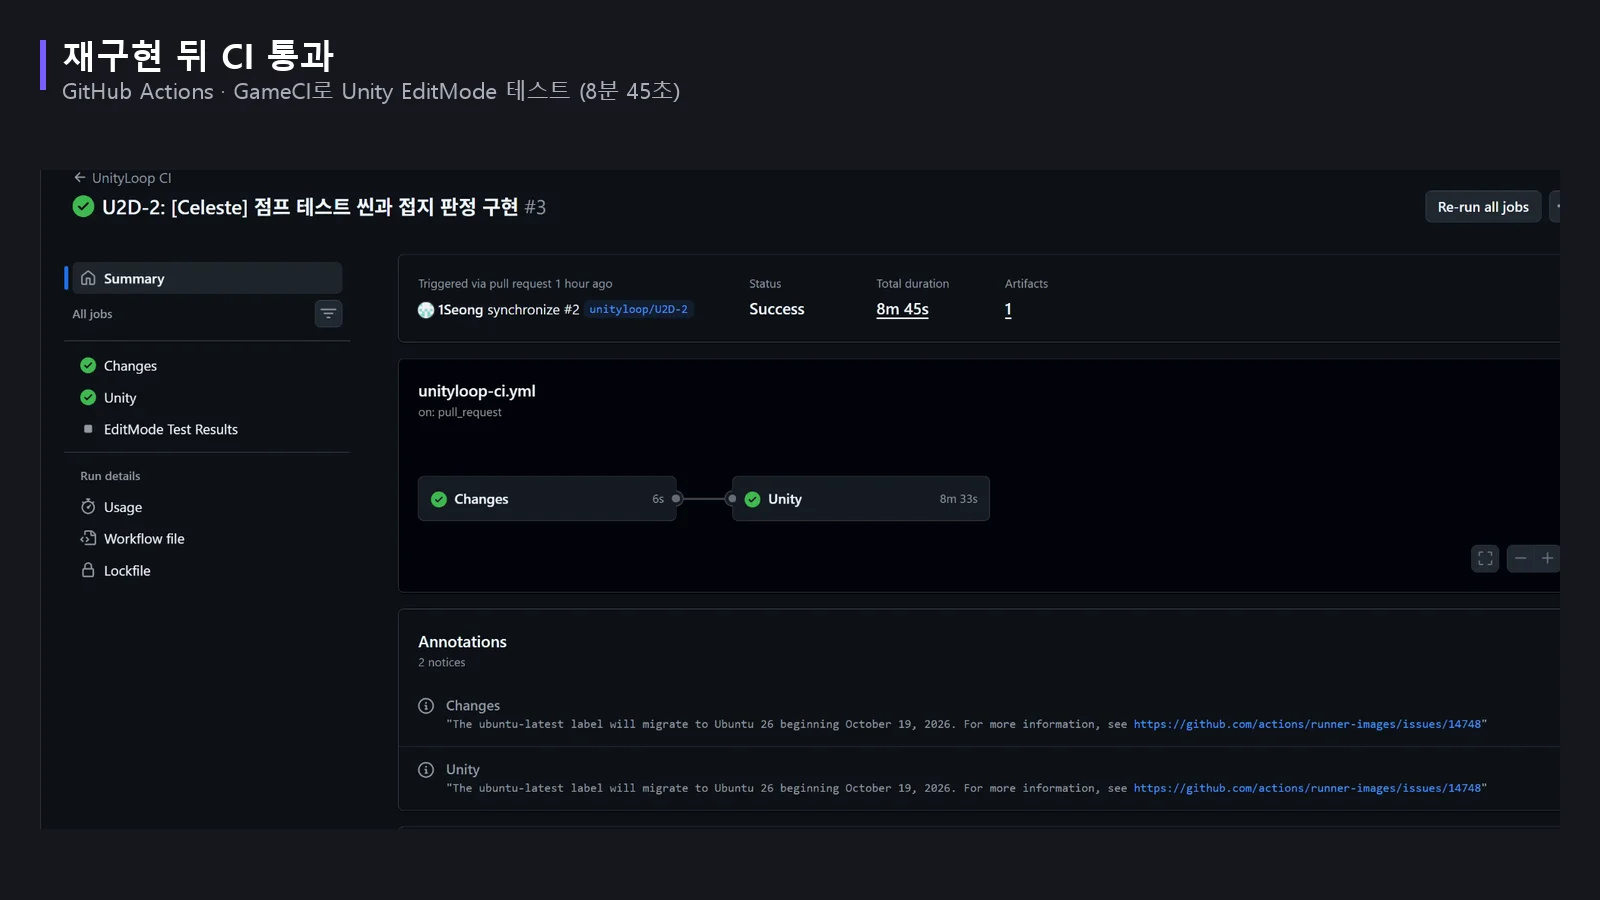 재구현 뒤 CI 통과
GitHub Actions · GameCI로 Unity EditMode 테스트 (8분 45초)
← UnityLoop CI
U2D-2: [Celeste] 점프 테스트 씬과 접지 판정 구현 #3
Re-run all jobs
Summary
All jobs
Changes
Unity
EditMode Test Results
Run details
Usage
Workflow file
Lockfile
Triggered via pull request 1 hour ago
1Seong synchronize #2 unityloop/U2D-2
Status
Success
Total duration
8m 45s
Artifacts
1
unityloop-ci.yml
on: pull_request
Changes 6s
Unity 8m 33s
Annotations
2 notices
Changes
"The ubuntu-latest label will migrate to Ubuntu 26 beginning October 19, 2026. For more information, see https://github.com/actions/runner-images/issues/14748"
Unity
"The ubuntu-latest label will migrate to Ubuntu 26 beginning October 19, 2026. For more information, see https://github.com/actions/runner-images/issues/14748"